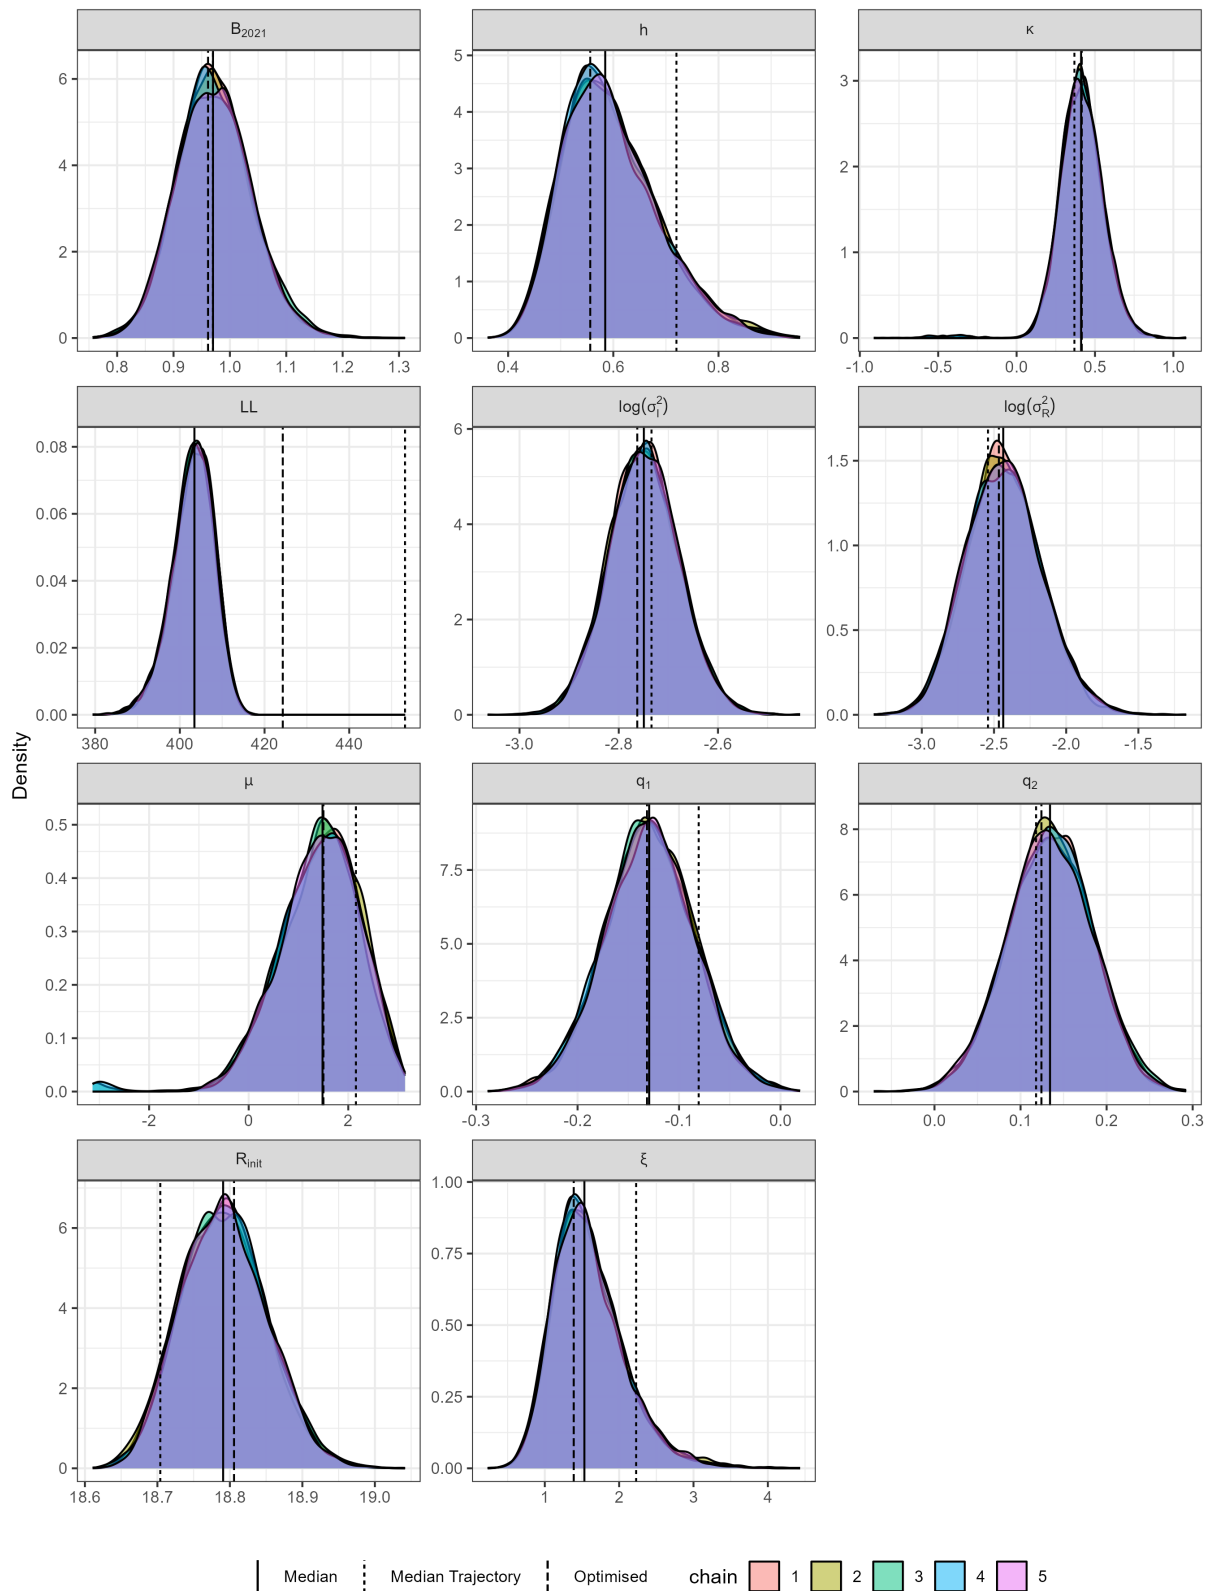 B2021
h
κ
6
4
2
0
5
4
3
2
1
0
3
2
1
0
0.8 0.9 1.0 1.1 1.2 1.3
0.4 0.6 0.8
-1.0 -0.5 0.0 0.5 1.0
LL
log(σ²I)
log(σ²R)
0.08
0.06
0.04
0.02
0.00
6
4
2
0
1.5
1.0
0.5
0.0
380 400 420 440
-3.0 -2.8 -2.6
-3.0 -2.5 -2.0 -1.5
Density
μ
q1
q2
0.5
0.4
0.3
0.2
0.1
0.0
7.5
5.0
2.5
0.0
8
6
4
2
0
-2 0 2
-0.3 -0.2 -0.1 0.0
0.0 0.1 0.2 0.3
Rinit
ξ
6
4
2
0
1.00
0.75
0.50
0.25
0.00
18.6 18.7 18.8 18.9 19.0
1 2 3 4
Median Median Trajectory Optimised chain 1 2 3 4 5